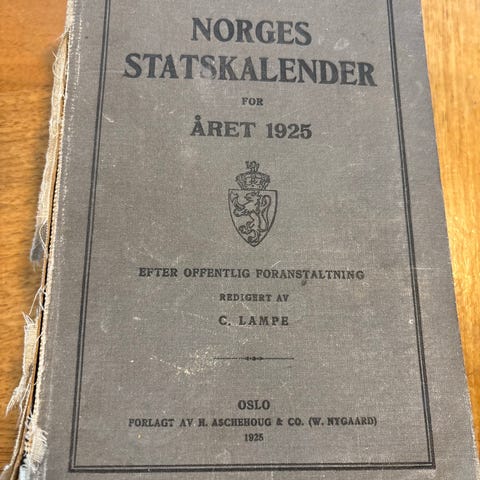 NORGES
STATSKALENDER
FOR
ÅRET 1925
EFTER OFFENTLIG FORANSTALTNING
REDIGERT AV
C. LAMPE
OSLO
FORLAGT AV H. ASCHEHOUG & CO. (W. NYGAARD)
1925